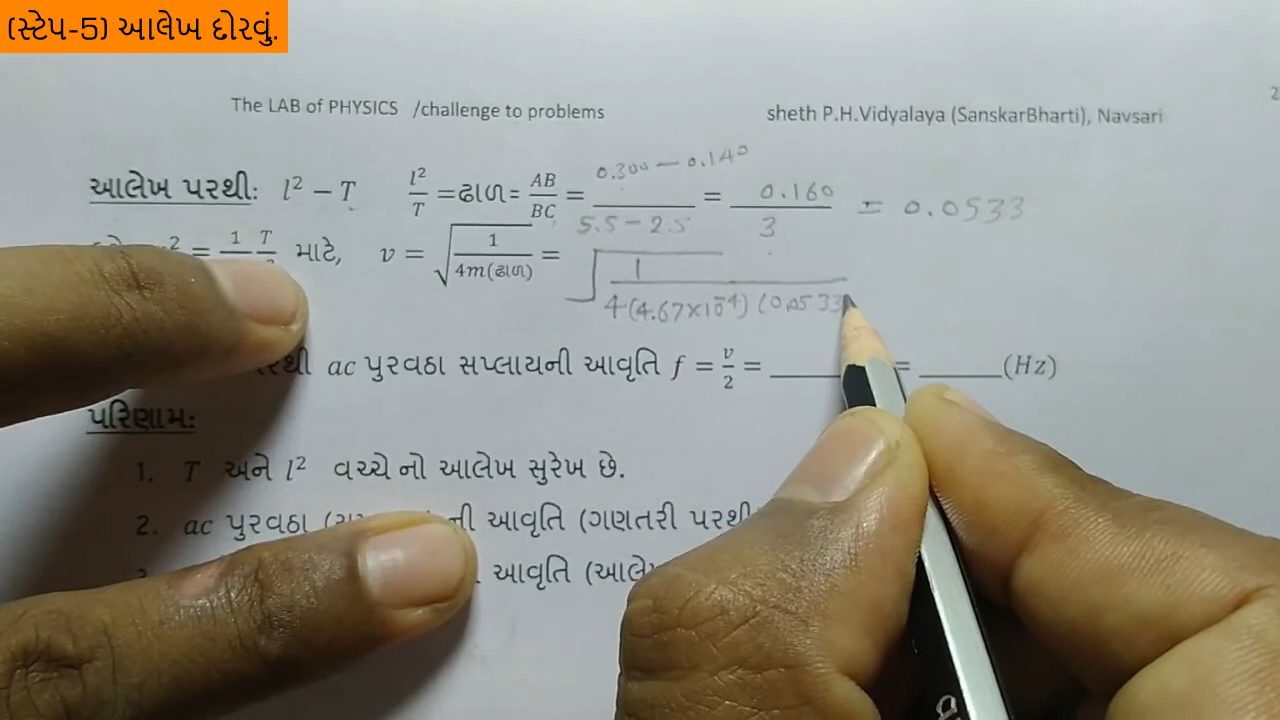 (સ્ટેપ-5) આલેખ દોરવું.
2
The LAB of PHYSICS /challenge to problems sheth P.H.Vidyalaya (SanskarBharti), Navsari
આલેખ પરથી: l² − T l²/T =ઢાળ= AB/BC = (0.300 − 0.140)/(5.5 − 2.5) = 0.160/3 = 0.0533
² = 1 T માટે, v = √(1/4m(ઢાળ)) = √(1/4(4.67×10⁻⁴)(0.0533
ac પુરવઠા સપ્લાયની આવૃતિ f = v/2 = ______ = ______(Hz)
પરિણામ:
1. T અને l² વચ્ચે નો આલેખ સુરેખ છે.
2. ac પુરવઠા ની આવૃતિ (ગણતરી પરથી
આવૃતિ